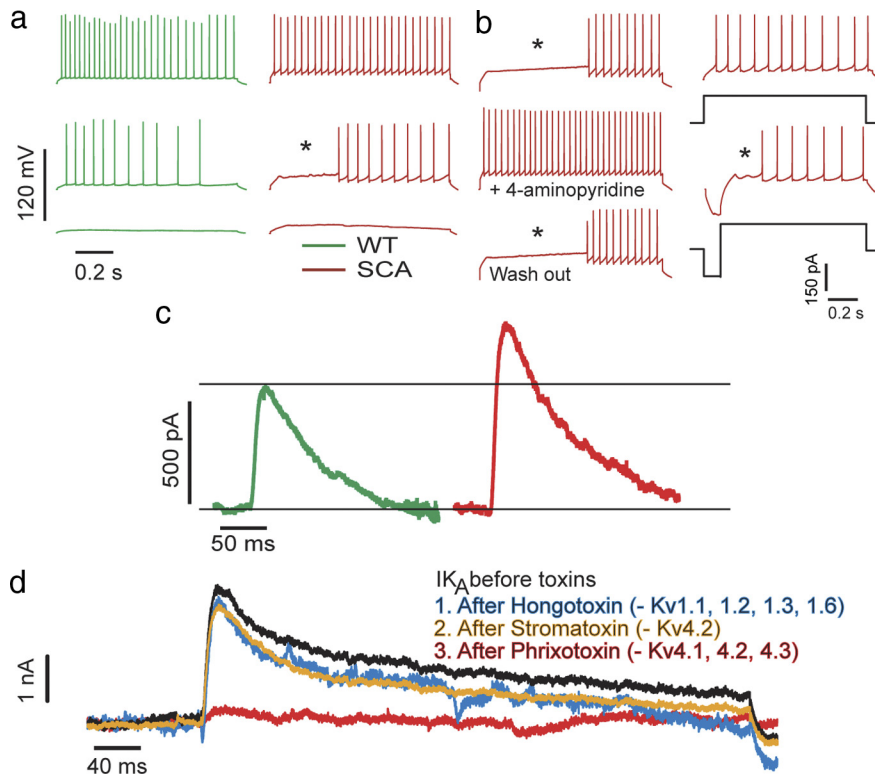 a
b
*
120 mV
*
+ 4-aminopyridine
*
0.2 s
WT
SCA
*
Wash out
150 pA
0.2 s
c
500 pA
50 ms
d
IKA before toxins
1. After Hongotoxin (- Kv1.1, 1.2, 1.3, 1.6)
2. After Stromatoxin (- Kv4.2)
3. After Phrixotoxin (- Kv4.1, 4.2, 4.3)
1 nA
40 ms